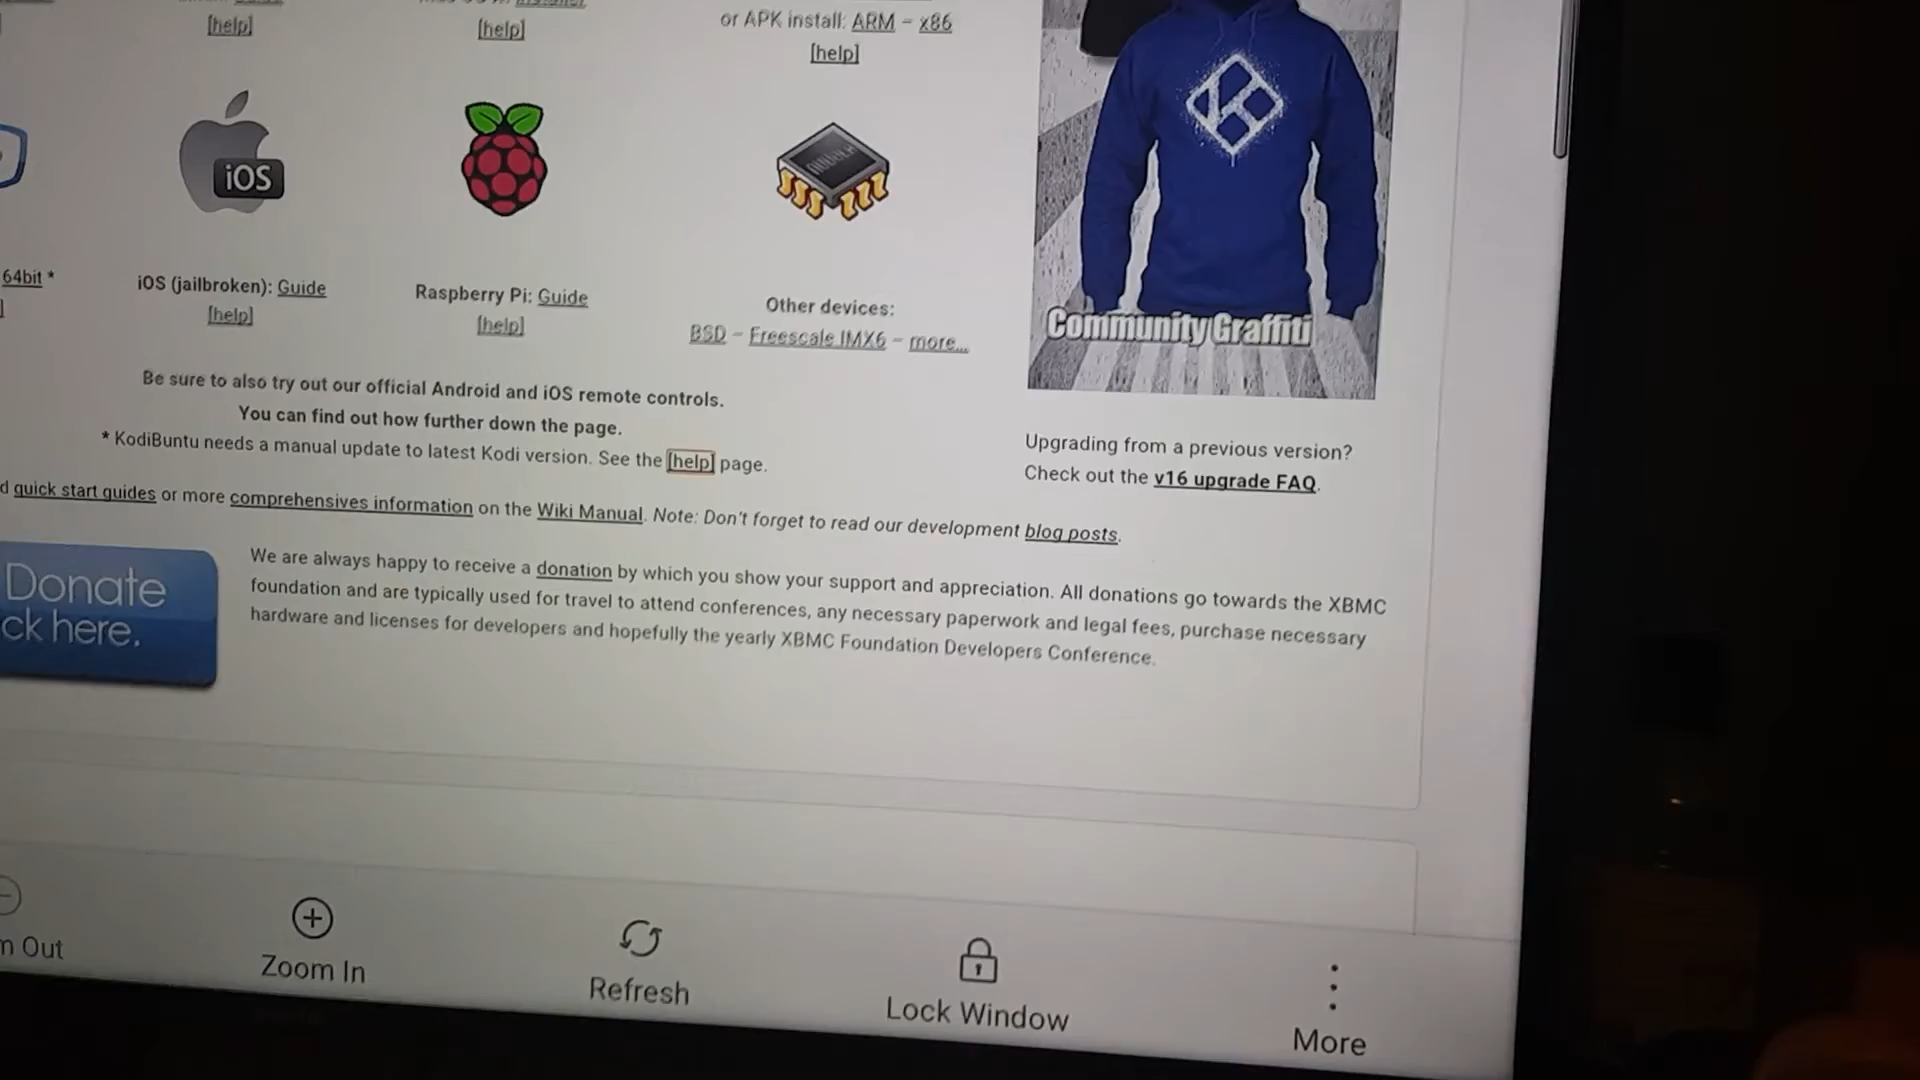 [help]
[help]
or APK install: ARM – x86
[help]
iOS
64bit *
iOS (jailbroken): Guide
[help]
Raspberry Pi: Guide
[help]
Other devices:
BSD – Freescale IMX6 – more...
Community Graffiti
Be sure to also try out our official Android and iOS remote controls.
You can find out how further down the page.
* KodiBuntu needs a manual update to latest Kodi version. See the [help] page.
Upgrading from a previous version?
Check out the v16 upgrade FAQ.
quick start guides or more comprehensives information on the Wiki Manual. Note: Don't forget to read our development blog posts.
Donate
ck here.
We are always happy to receive a donation by which you show your support and appreciation. All donations go towards the XBMC
foundation and are typically used for travel to attend conferences, any necessary paperwork and legal fees, purchase necessary
hardware and licenses for developers and hopefully the yearly XBMC Foundation Developers Conference.
Out
Zoom In
Refresh
Lock Window
More